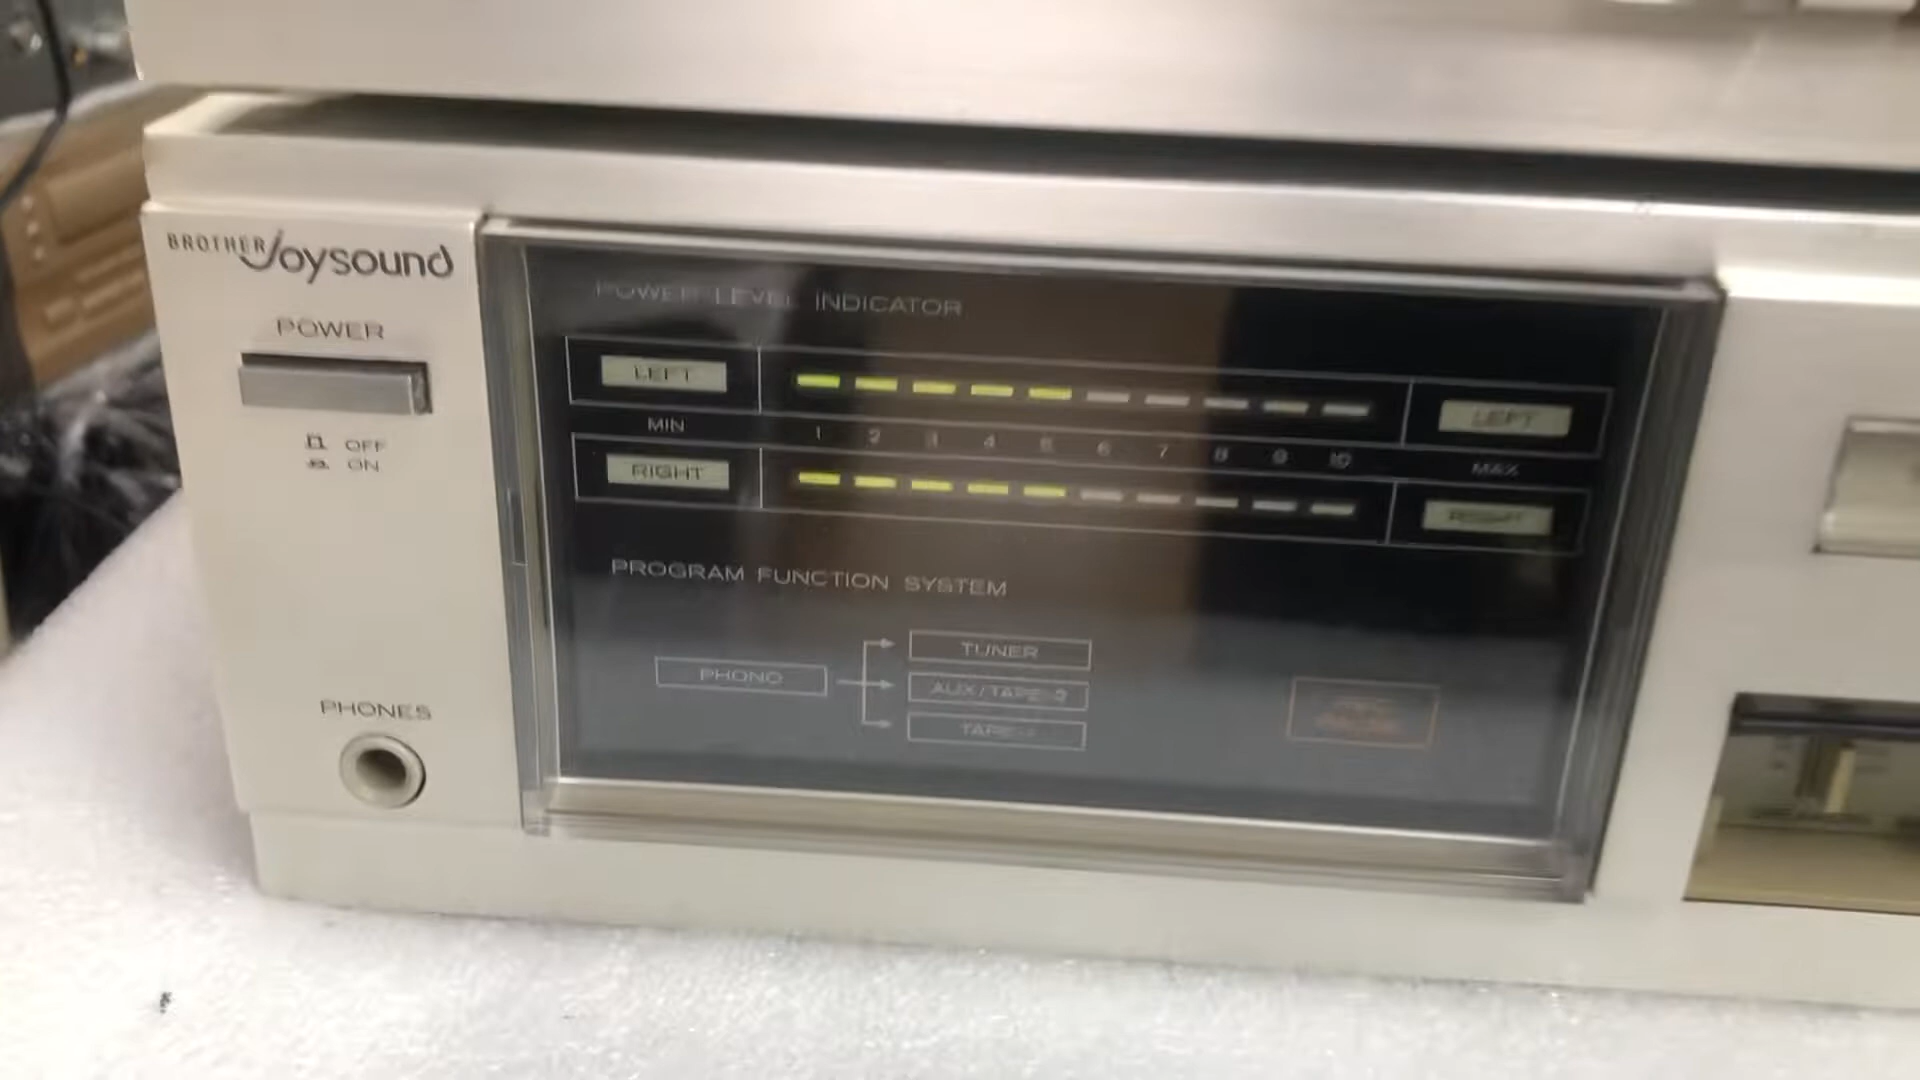 BROTHER Joysound
POWER
OFF
ON
PHONES
POWER LEVEL INDICATOR
LEFT
LEFT
MIN
1 2 3 4 5 6 7 8 9 10
MAX
RIGHT
RIGHT
PROGRAM FUNCTION SYSTEM
PHONO
TUNER
AUX/TAPE-2